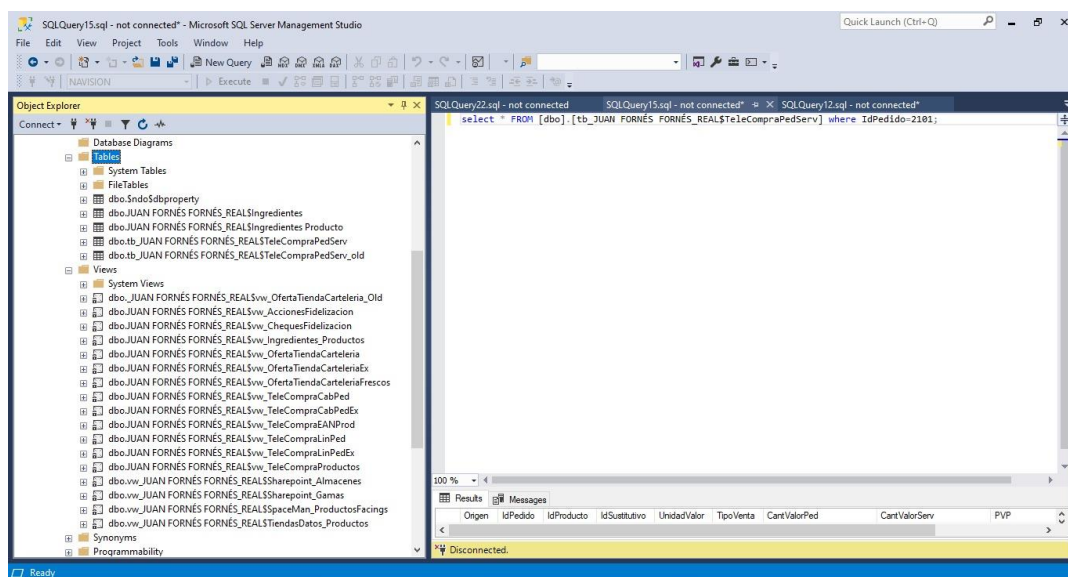 SQLQuery15.sql - not connected* - Microsoft SQL Server Management Studio
Quick Launch (Ctrl+Q)
File Edit View Project Tools Window Help
New Query
NAVISION
Execute
Object Explorer
Connect
Database Diagrams
Tables
System Tables
FileTables
dbo.$ndo$dbproperty
dbo.JUAN FORNÉS FORNÉS_REAL$Ingredientes
dbo.JUAN FORNÉS FORNÉS_REAL$Ingredientes Producto
dbo.tb_JUAN FORNÉS FORNÉS_REAL$TeleCompraPedServ
dbo.tb_JUAN FORNÉS FORNÉS_REAL$TeleCompraPedServ_old
Views
System Views
dbo._JUAN FORNÉS FORNÉS_REAL$vw_OfertaTiendaCarteleria_Old
dbo.JUAN FORNÉS FORNÉS_REAL$vw_AccionesFidelizacion
dbo.JUAN FORNÉS FORNÉS_REAL$vw_ChequesFidelizacion
dbo.JUAN FORNÉS FORNÉS_REAL$vw_Ingredientes_Productos
dbo.JUAN FORNÉS FORNÉS_REAL$vw_OfertaTiendaCarteleria
dbo.JUAN FORNÉS FORNÉS_REAL$vw_OfertaTiendaCarteleriaEx
dbo.JUAN FORNÉS FORNÉS_REAL$vw_OfertaTiendaCarteleriaFrescos
dbo.JUAN FORNÉS FORNÉS_REAL$vw_TeleCompraCabPed
dbo.JUAN FORNÉS FORNÉS_REAL$vw_TeleCompraCabPedEx
dbo.JUAN FORNÉS FORNÉS_REAL$vw_TeleCompraEANProd
dbo.JUAN FORNÉS FORNÉS_REAL$vw_TeleCompraLinPed
dbo.JUAN FORNÉS FORNÉS_REAL$vw_TeleCompraLinPedEx
dbo.JUAN FORNÉS FORNÉS_REAL$vw_TeleCompraProductos
dbo.vw_JUAN FORNÉS FORNÉS_REAL$Sharepoint_Almacenes
dbo.vw_JUAN FORNÉS FORNÉS_REAL$Sharepoint_Gamas
dbo.vw_JUAN FORNÉS FORNÉS_REAL$SpaceMan_ProductosFacings
dbo.vw_JUAN FORNÉS FORNÉS_REAL$TiendasDatos_Productos
Synonyms
Programmability
SQLQuery22.sql - not connected SQLQuery15.sql - not connected* SQLQuery12.sql - not connected*
select * FROM [dbo].[tb_JUAN FORNÉS FORNÉS_REAL$TeleCompraPedServ] where IdPedido=2101;
100 %
Results Messages
Origen IdPedido IdProducto IdSustitutivo UnidadValor TipoVenta CantValorPed CantValorServ PVP
Disconnected.
Ready